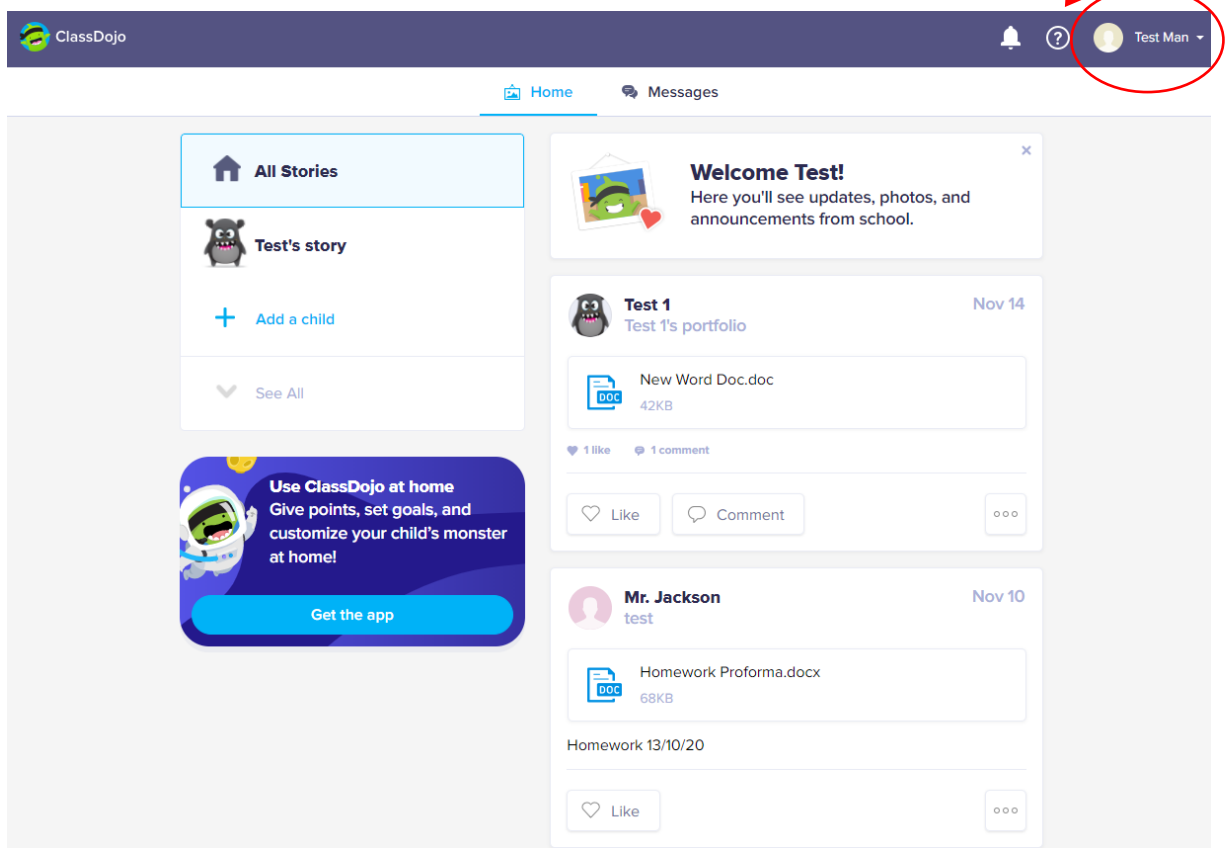 ClassDojo
?
Test Man
Home
Messages
All Stories
Test's story
Add a child
See All
Use ClassDojo at home
Give points, set goals, and
customize your child's monster
at home!
Get the app
Welcome Test!
Here you'll see updates, photos, and
announcements from school.
Test 1
Nov 14
Test 1's portfolio
New Word Doc.doc
DOC
42KB
1 like
1 comment
Like
Comment
Mr. Jackson
Nov 10
test
Homework Proforma.docx
DOC
68KB
Homework 13/10/20
Like